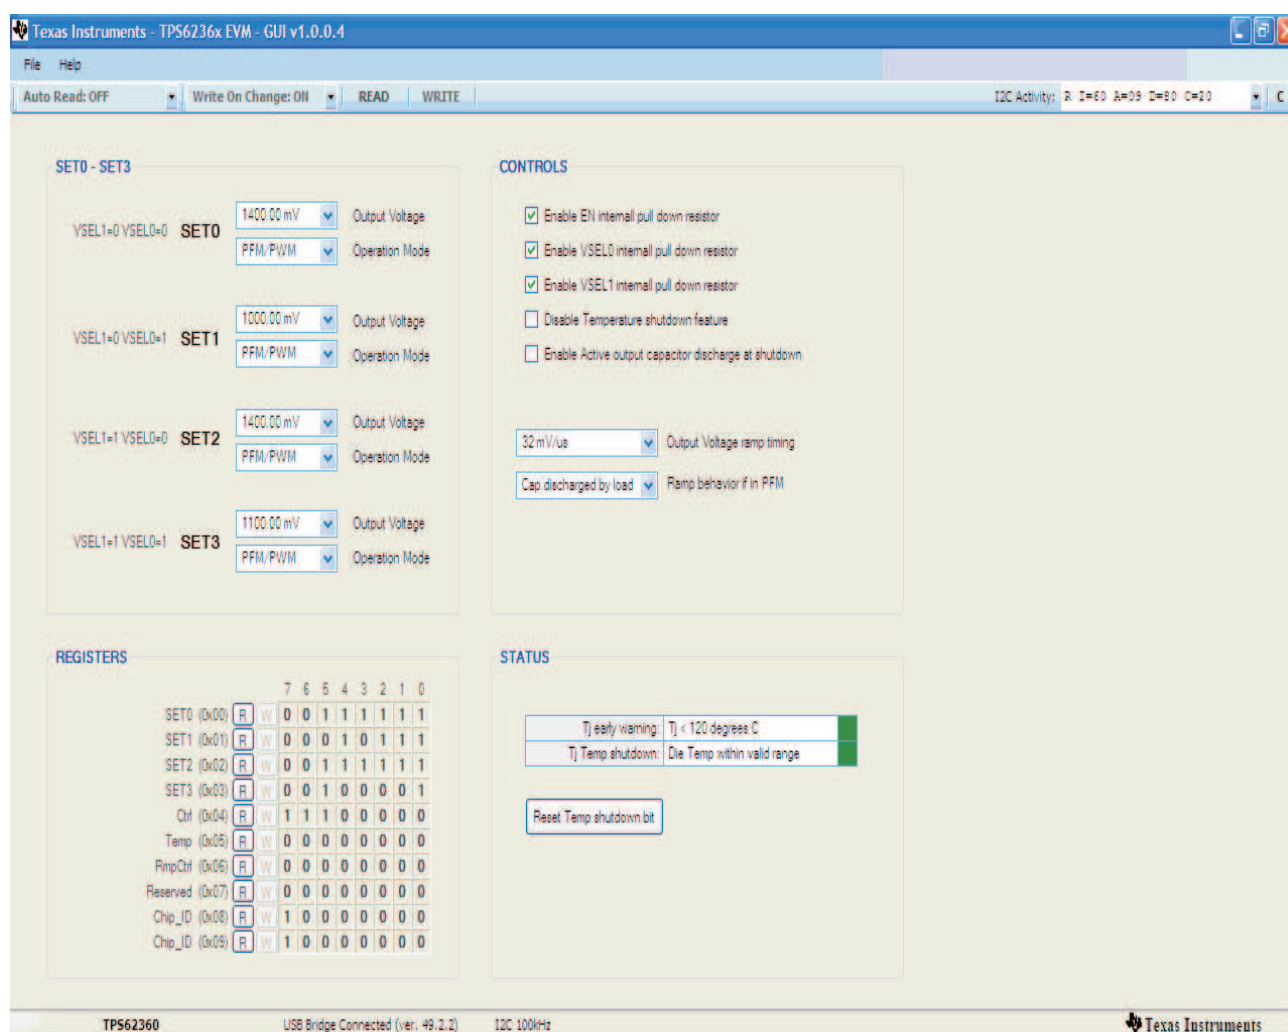 Texas Instruments - TPS6236x EVM - GUI v1.0.0.4
File Help
Auto Read: OFF Write On Change: ON READ WRITE I2C Activity: R I=60 A=09 D=80 C=20 C
SET0 - SET3
VSEL1=0 VSEL0=0 SET0
1400.00 mV Output Voltage
PFM/PWM Operation Mode
VSEL1=0 VSEL0=1 SET1
1000.00 mV Output Voltage
PFM/PWM Operation Mode
VSEL1=1 VSEL0=0 SET2
1400.00 mV Output Voltage
PFM/PWM Operation Mode
VSEL1=1 VSEL0=1 SET3
1100.00 mV Output Voltage
PFM/PWM Operation Mode
CONTROLS
Enable EN internall pull down resistor
Enable VSEL0 internall pull down resistor
Enable VSEL1 internall pull down resistor
Disable Temperature shutdown feature
Enable Active output capacitor discharge at shutdown
32 mV/us Output Voltage ramp timing
Cap discharged by load Ramp behavior if in PFM
REGISTERS
7 6 5 4 3 2 1 0
SET0 (0x00) R W 0 0 1 1 1 1 1 1
SET1 (0x01) R W 0 0 0 1 0 1 1 1
SET2 (0x02) R W 0 0 1 1 1 1 1 1
SET3 (0x03) R W 0 0 1 0 0 0 0 1
Ctrl (0x04) R W 1 1 1 0 0 0 0 0
Temp (0x05) R W 0 0 0 0 0 0 0 0
RmpCtrl (0x06) R W 0 0 0 0 0 0 0 0
Reserved (0x07) R W 0 0 0 0 0 0 0 0
Chip_ID (0x08) R W 1 0 0 0 0 0 0 0
Chip_ID (0x09) R W 1 0 0 0 0 0 0 0
STATUS
Tj early warning: Tj < 120 degrees C
Tj Temp shutdown: Die Temp within valid range
Reset Temp shutdown bit
TPS62360 USB Bridge Connected (ver. 49.2.2) I2C 100kHz Texas Instruments